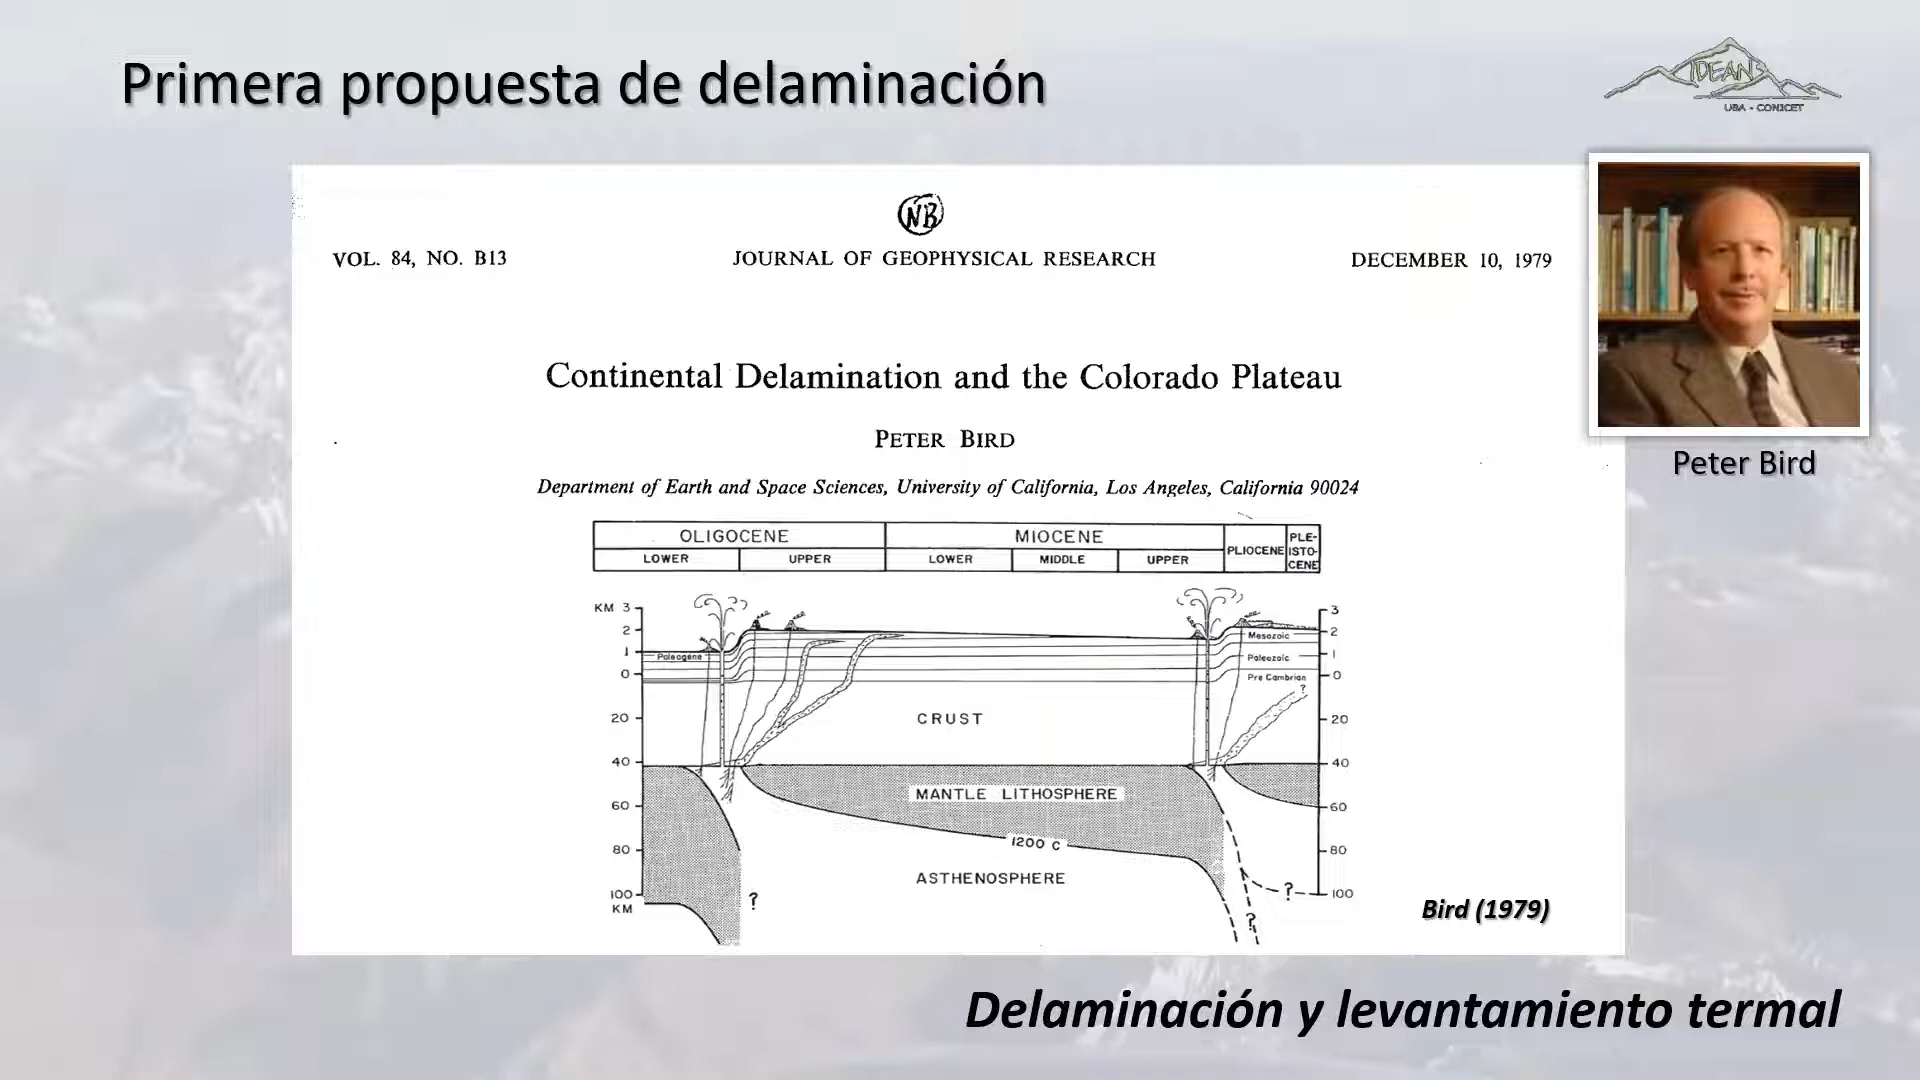 Primera propuesta de delaminación
IDEAN
UBA - CONICET
NB
VOL. 84, NO. B13 JOURNAL OF GEOPHYSICAL RESEARCH DECEMBER 10, 1979
Continental Delamination and the Colorado Plateau
PETER BIRD
Peter Bird
Department of Earth and Space Sciences, University of California, Los Angeles, California 90024
OLIGOCENE MIOCENE PLIOCENE PLE-
ISTO-
CENE
LOWER UPPER LOWER MIDDLE UPPER
KM 3 3
2 Mesozoic 2
1 Paleogene Paleozoic 1
0 Pre Cambrian 0
?
20 CRUST 20
40 40
60 MANTLE LITHOSPHERE 60
80 1200 C 80
ASTHENOSPHERE
100 ? ? 100
KM
?
Bird (1979)
Delaminación y levantamiento termal